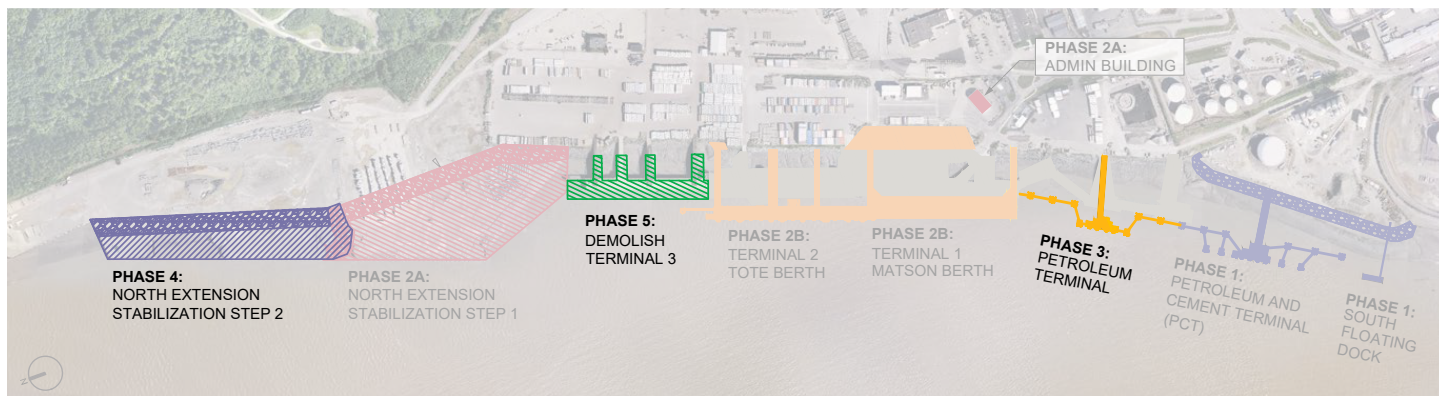 PHASE 2A:
ADMIN BUILDING
PHASE 4:
NORTH EXTENSION
STABILIZATION STEP 2
PHASE 2A:
NORTH EXTENSION
STABILIZATION STEP 1
PHASE 5:
DEMOLISH
TERMINAL 3
PHASE 2B:
TERMINAL 2
TOTE BERTH
PHASE 2B:
TERMINAL 1
MATSON BERTH
PHASE 3:
PETROLEUM
TERMINAL
PHASE 1:
PETROLEUM AND
CEMENT TERMINAL
(PCT)
PHASE 1:
SOUTH
FLOATING
DOCK
N